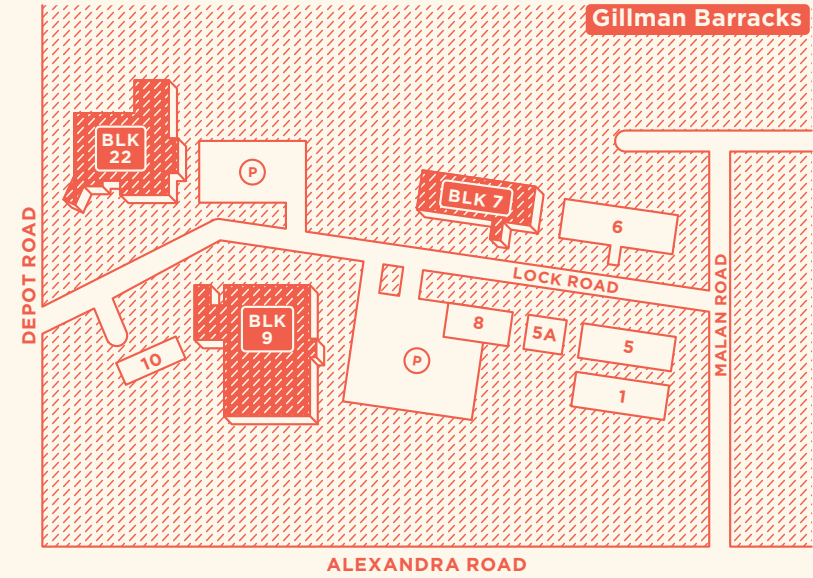 Gillman Barracks
BLK
22
P
BLK 7
6
DEPOT ROAD
LOCK ROAD
MALAN ROAD
BLK
9
8
5A
5
10
P
1
ALEXANDRA ROAD